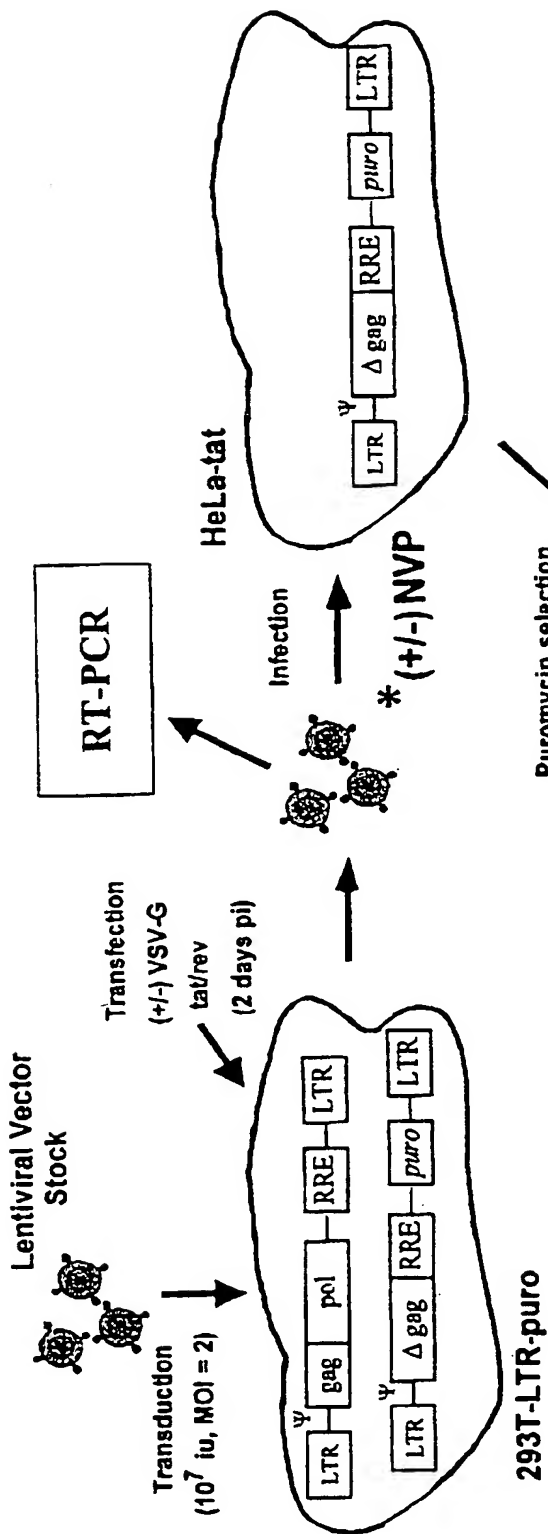 Lentiviral Vector
Stock
Transduction
(10⁷ iu, MOI = 2)
Transfection
(+/-) VSV-G
tat/rev
(2 days pi)
RT-PCR
LTR Ψ gag pol RRE LTR
LTR Ψ Δ gag RRE puro LTR
293T-LTR-puro
Infection
* (+/-) NVP
HeLa-tat
LTR Ψ Δ gag RRE puro LTR
Puromycin selection